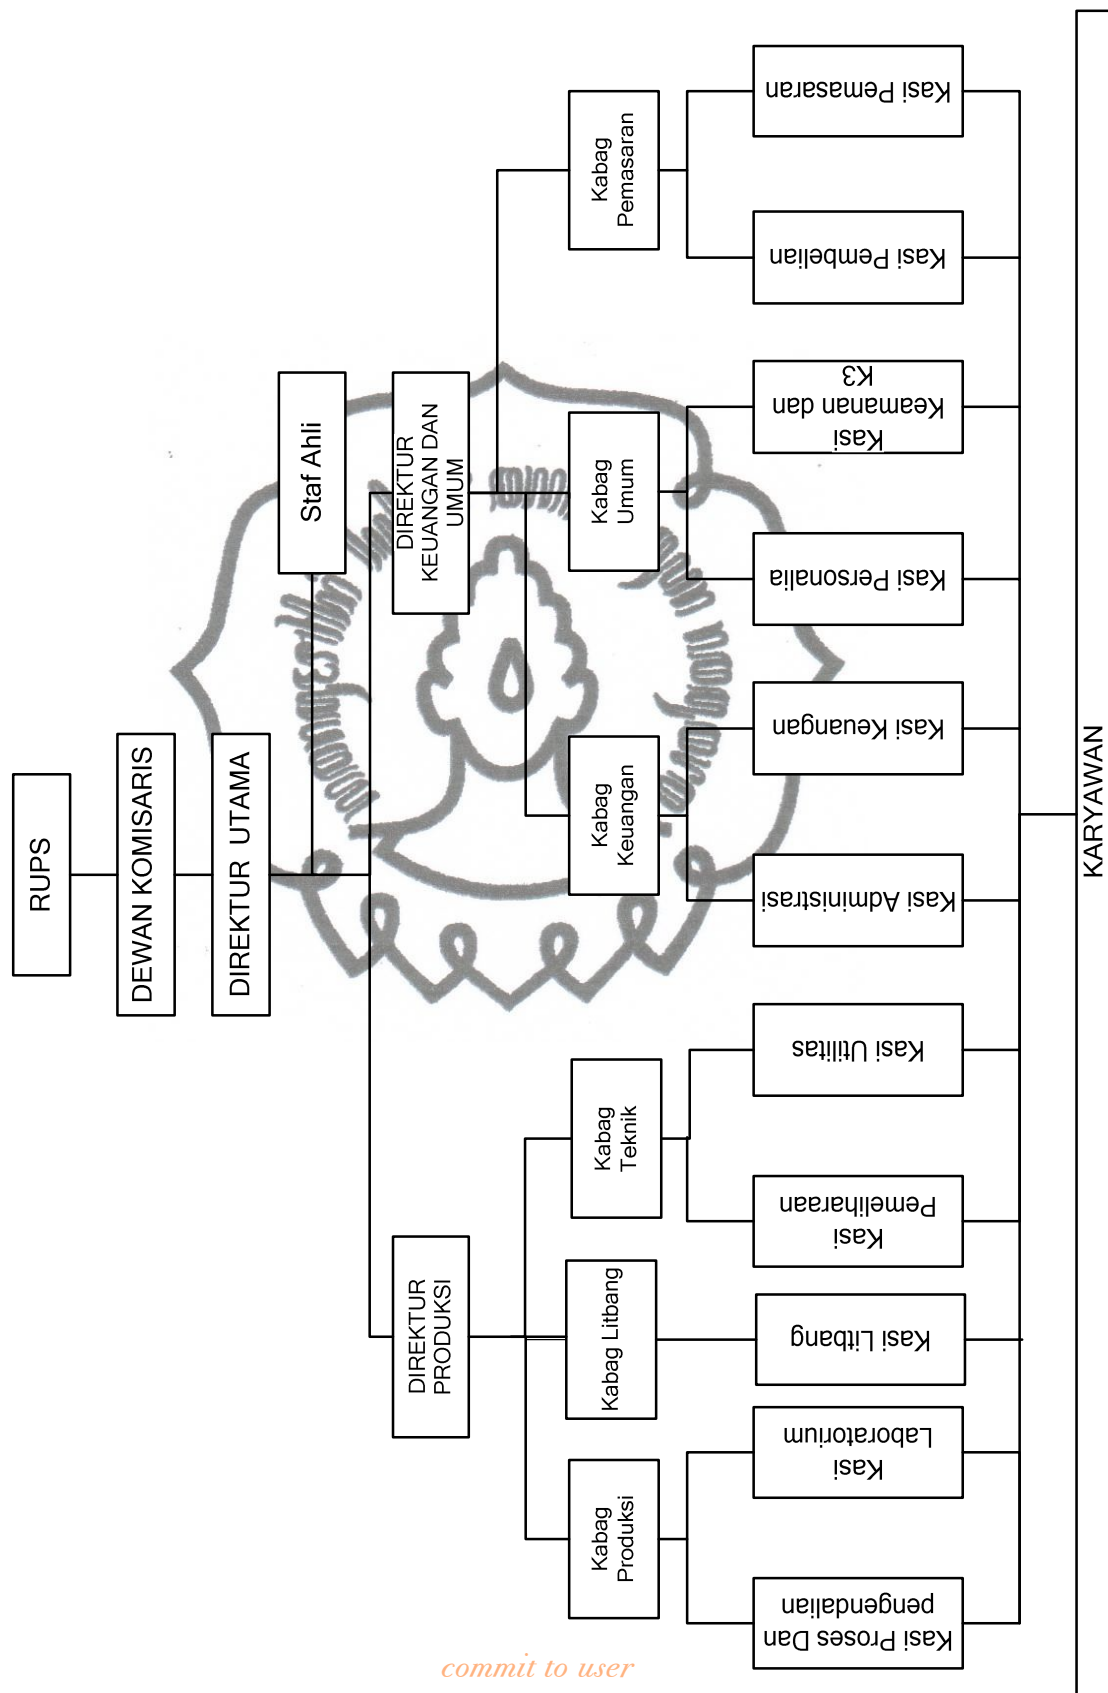 RUPS
DEWAN KOMISARIS
DIREKTUR UTAMA
Staf Ahli
DIREKTUR
PRODUKSI
DIREKTUR
KEUANGAN DAN
UMUM
Kabag
Produksi
Kabag Litbang
Kabag
Teknik
Kabag
Keuangan
Kabag
Umum
Kabag
Pemasaran
Kasi Proses Dan
pengendalian
Kasi
Laboratorium
Kasi Litbang
Kasi
Pemeliharaan
Kasi Utilitas
Kasi Administrasi
Kasi Keuangan
Kasi Personalia
Kasi
Keamanan dan
K3
Kasi Pembelian
Kasi Pemasaran
KARYAWAN
commit to user